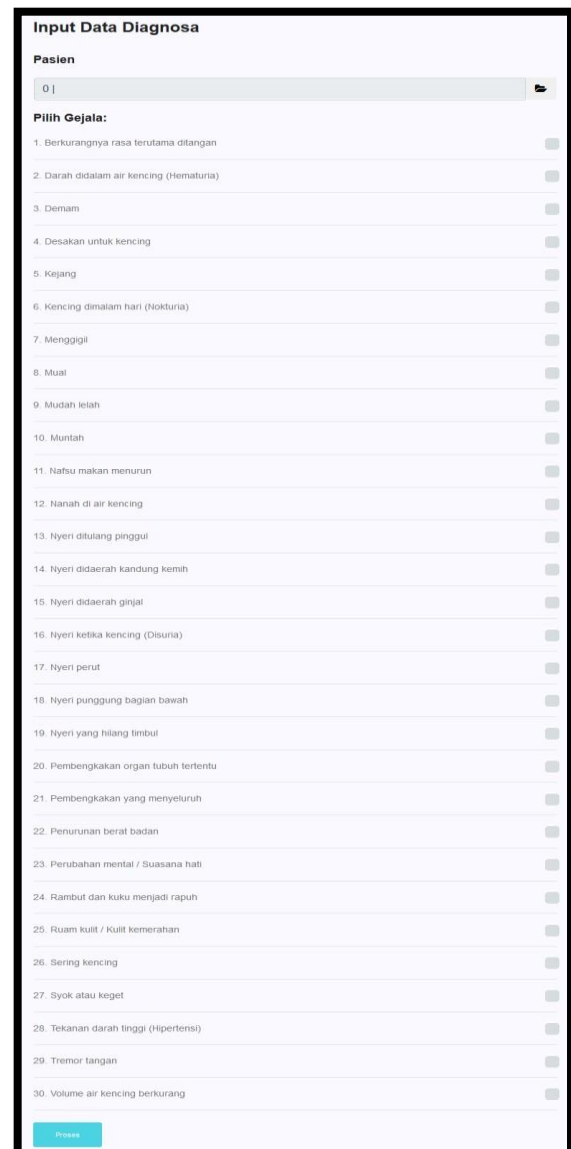 Input Data Diagnosa
Pasien
0 |
Pilih Gejala:
1. Berkurangnya rasa terutama ditangan
2. Darah didalam air kencing (Hematuria)
3. Demam
4. Desakan untuk kencing
5. Kejang
6. Kencing dimalam hari (Nokturia)
7. Menggigil
8. Mual
9. Mudah lelah
10. Muntah
11. Nafsu makan menurun
12. Nanah di air kencing
13. Nyeri ditulang pinggul
14. Nyeri didaerah kandung kemih
15. Nyeri didaerah ginjal
16. Nyeri ketika kencing (Disuria)
17. Nyeri perut
18. Nyeri punggung bagian bawah
19. Nyeri yang hilang timbul
20. Pembengkakan organ tubuh tertentu
21. Pembengkakan yang menyeluruh
22. Penurunan berat badan
23. Perubahan mental / Suasana hati
24. Rambut dan kuku menjadi rapuh
25. Ruam kulit / Kulit kemerahan
26. Sering kencing
27. Syok atau keget
28. Tekanan darah tinggi (Hipertensi)
29. Tremor tangan
30. Volume air kencing berkurang
Proses